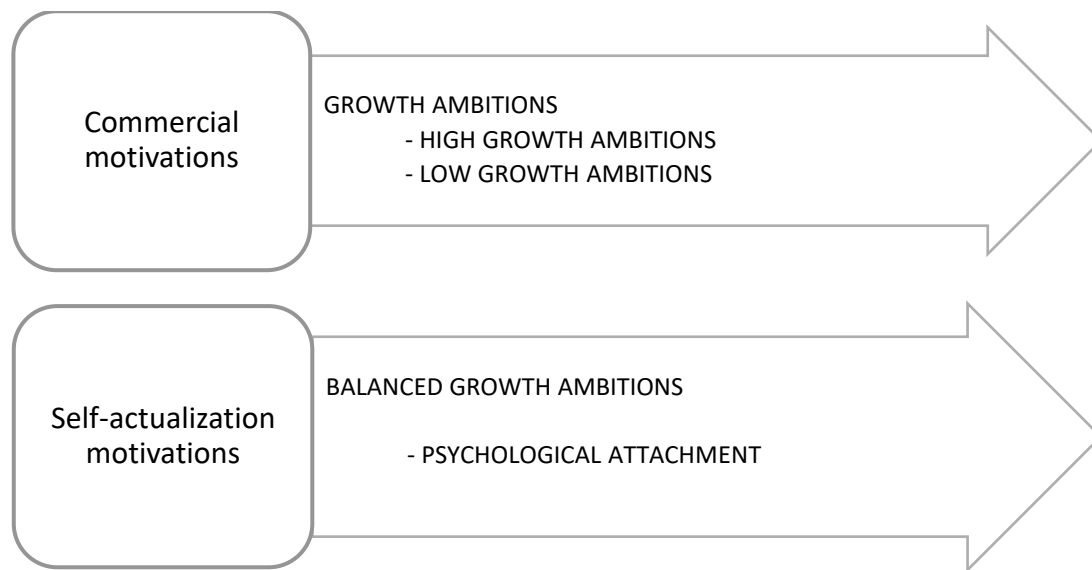 Commercial
motivations
GROWTH AMBITIONS
- HIGH GROWTH AMBITIONS
- LOW GROWTH AMBITIONS
Self-actualization
motivations
BALANCED GROWTH AMBITIONS
- PSYCHOLOGICAL ATTACHMENT